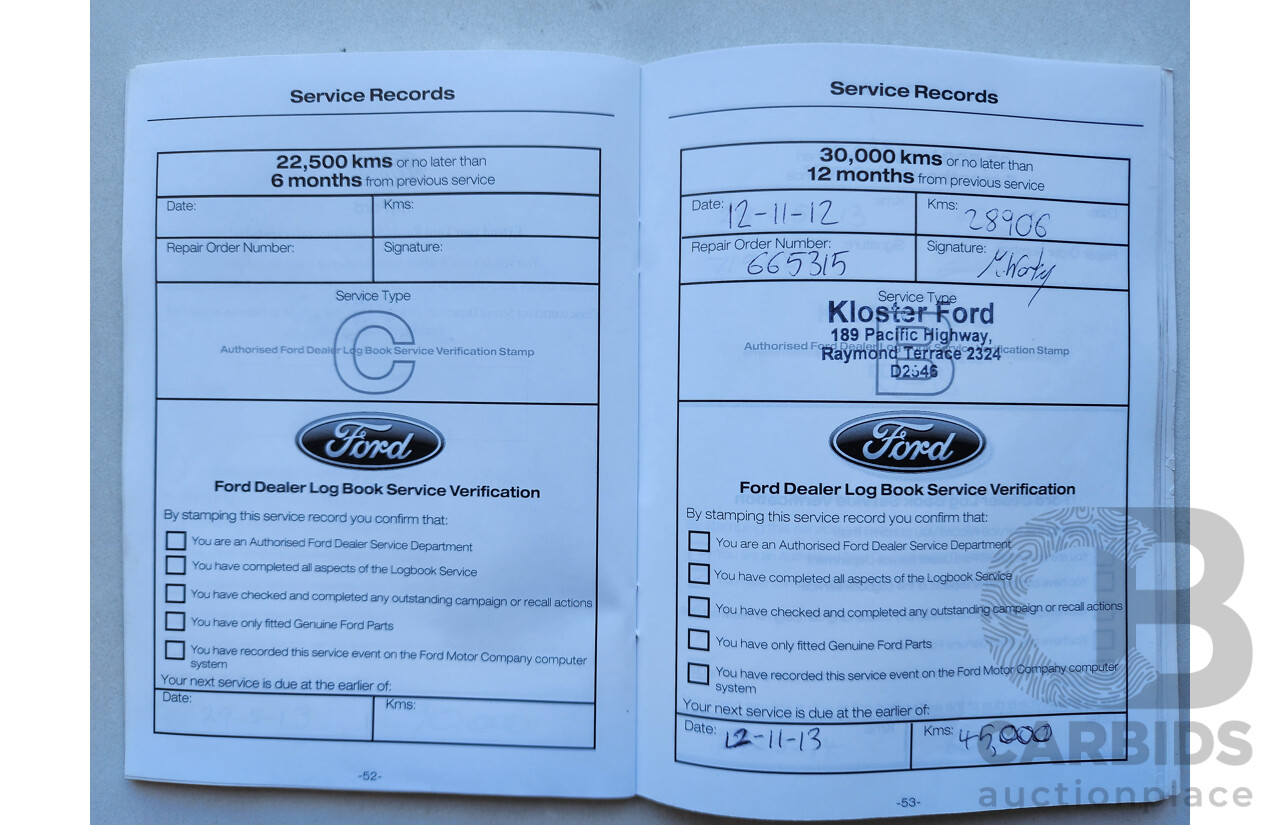 Service Records
22,500 kms or no later than
6 months from previous service
Date:
Kms:
Repair Order Number:
Signature:
Service Type
C
Authorised Ford Dealer Log Book Service Verification Stamp
Ford
Ford Dealer Log Book Service Verification
By stamping this service record you confirm that:
You are an Authorised Ford Dealer Service Department
You have completed all aspects of the Logbook Service
You have checked and completed any outstanding campaign or recall actions
You have only fitted Genuine Ford Parts
You have recorded this service event on the Ford Motor Company computer
system
Your next service is due at the earlier of:
Date:
Kms:
-52-
Service Records
30,000 kms or no later than
12 months from previous service
Date: 12-11-12
Kms: 28906
Repair Order Number:
665315
Signature:
Service Type
Kloster Ford
189 Pacific Highway,
Authorised Ford Dealer Log Book Service Verification Stamp
B
Raymond Terrace 2324
D2546
Ford
Ford Dealer Log Book Service Verification
By stamping this service record you confirm that:
You are an Authorised Ford Dealer Service Department
You have completed all aspects of the Logbook Service
You have checked and completed any outstanding campaign or recall actions
You have only fitted Genuine Ford Parts
You have recorded this service event on the Ford Motor Company computer
system
Your next service is due at the earlier of:
Date: 12-11-13
Kms: 45,000
-53-
CB
CARBIDS
auctionplace